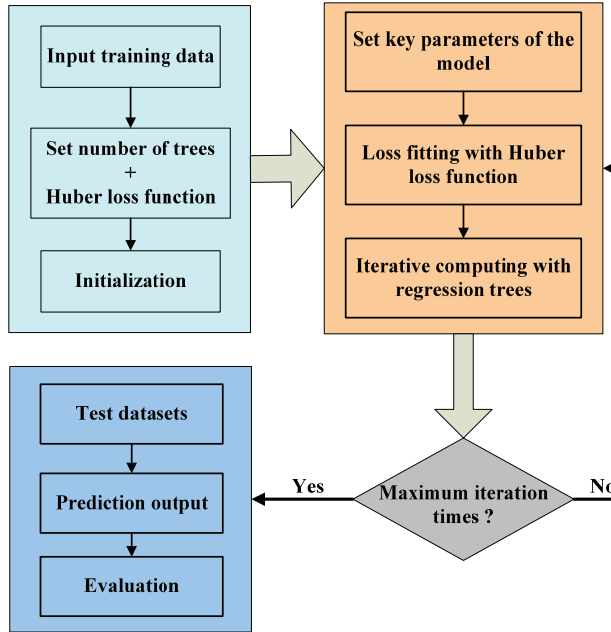 Input training data
Set number of trees
+
Huber loss function
Initialization
Set key parameters of the
model
Loss fitting with Huber
loss function
Iterative computing with
regression trees
Maximum iteration
times ?
Yes
No
Test datasets
Prediction output
Evaluation